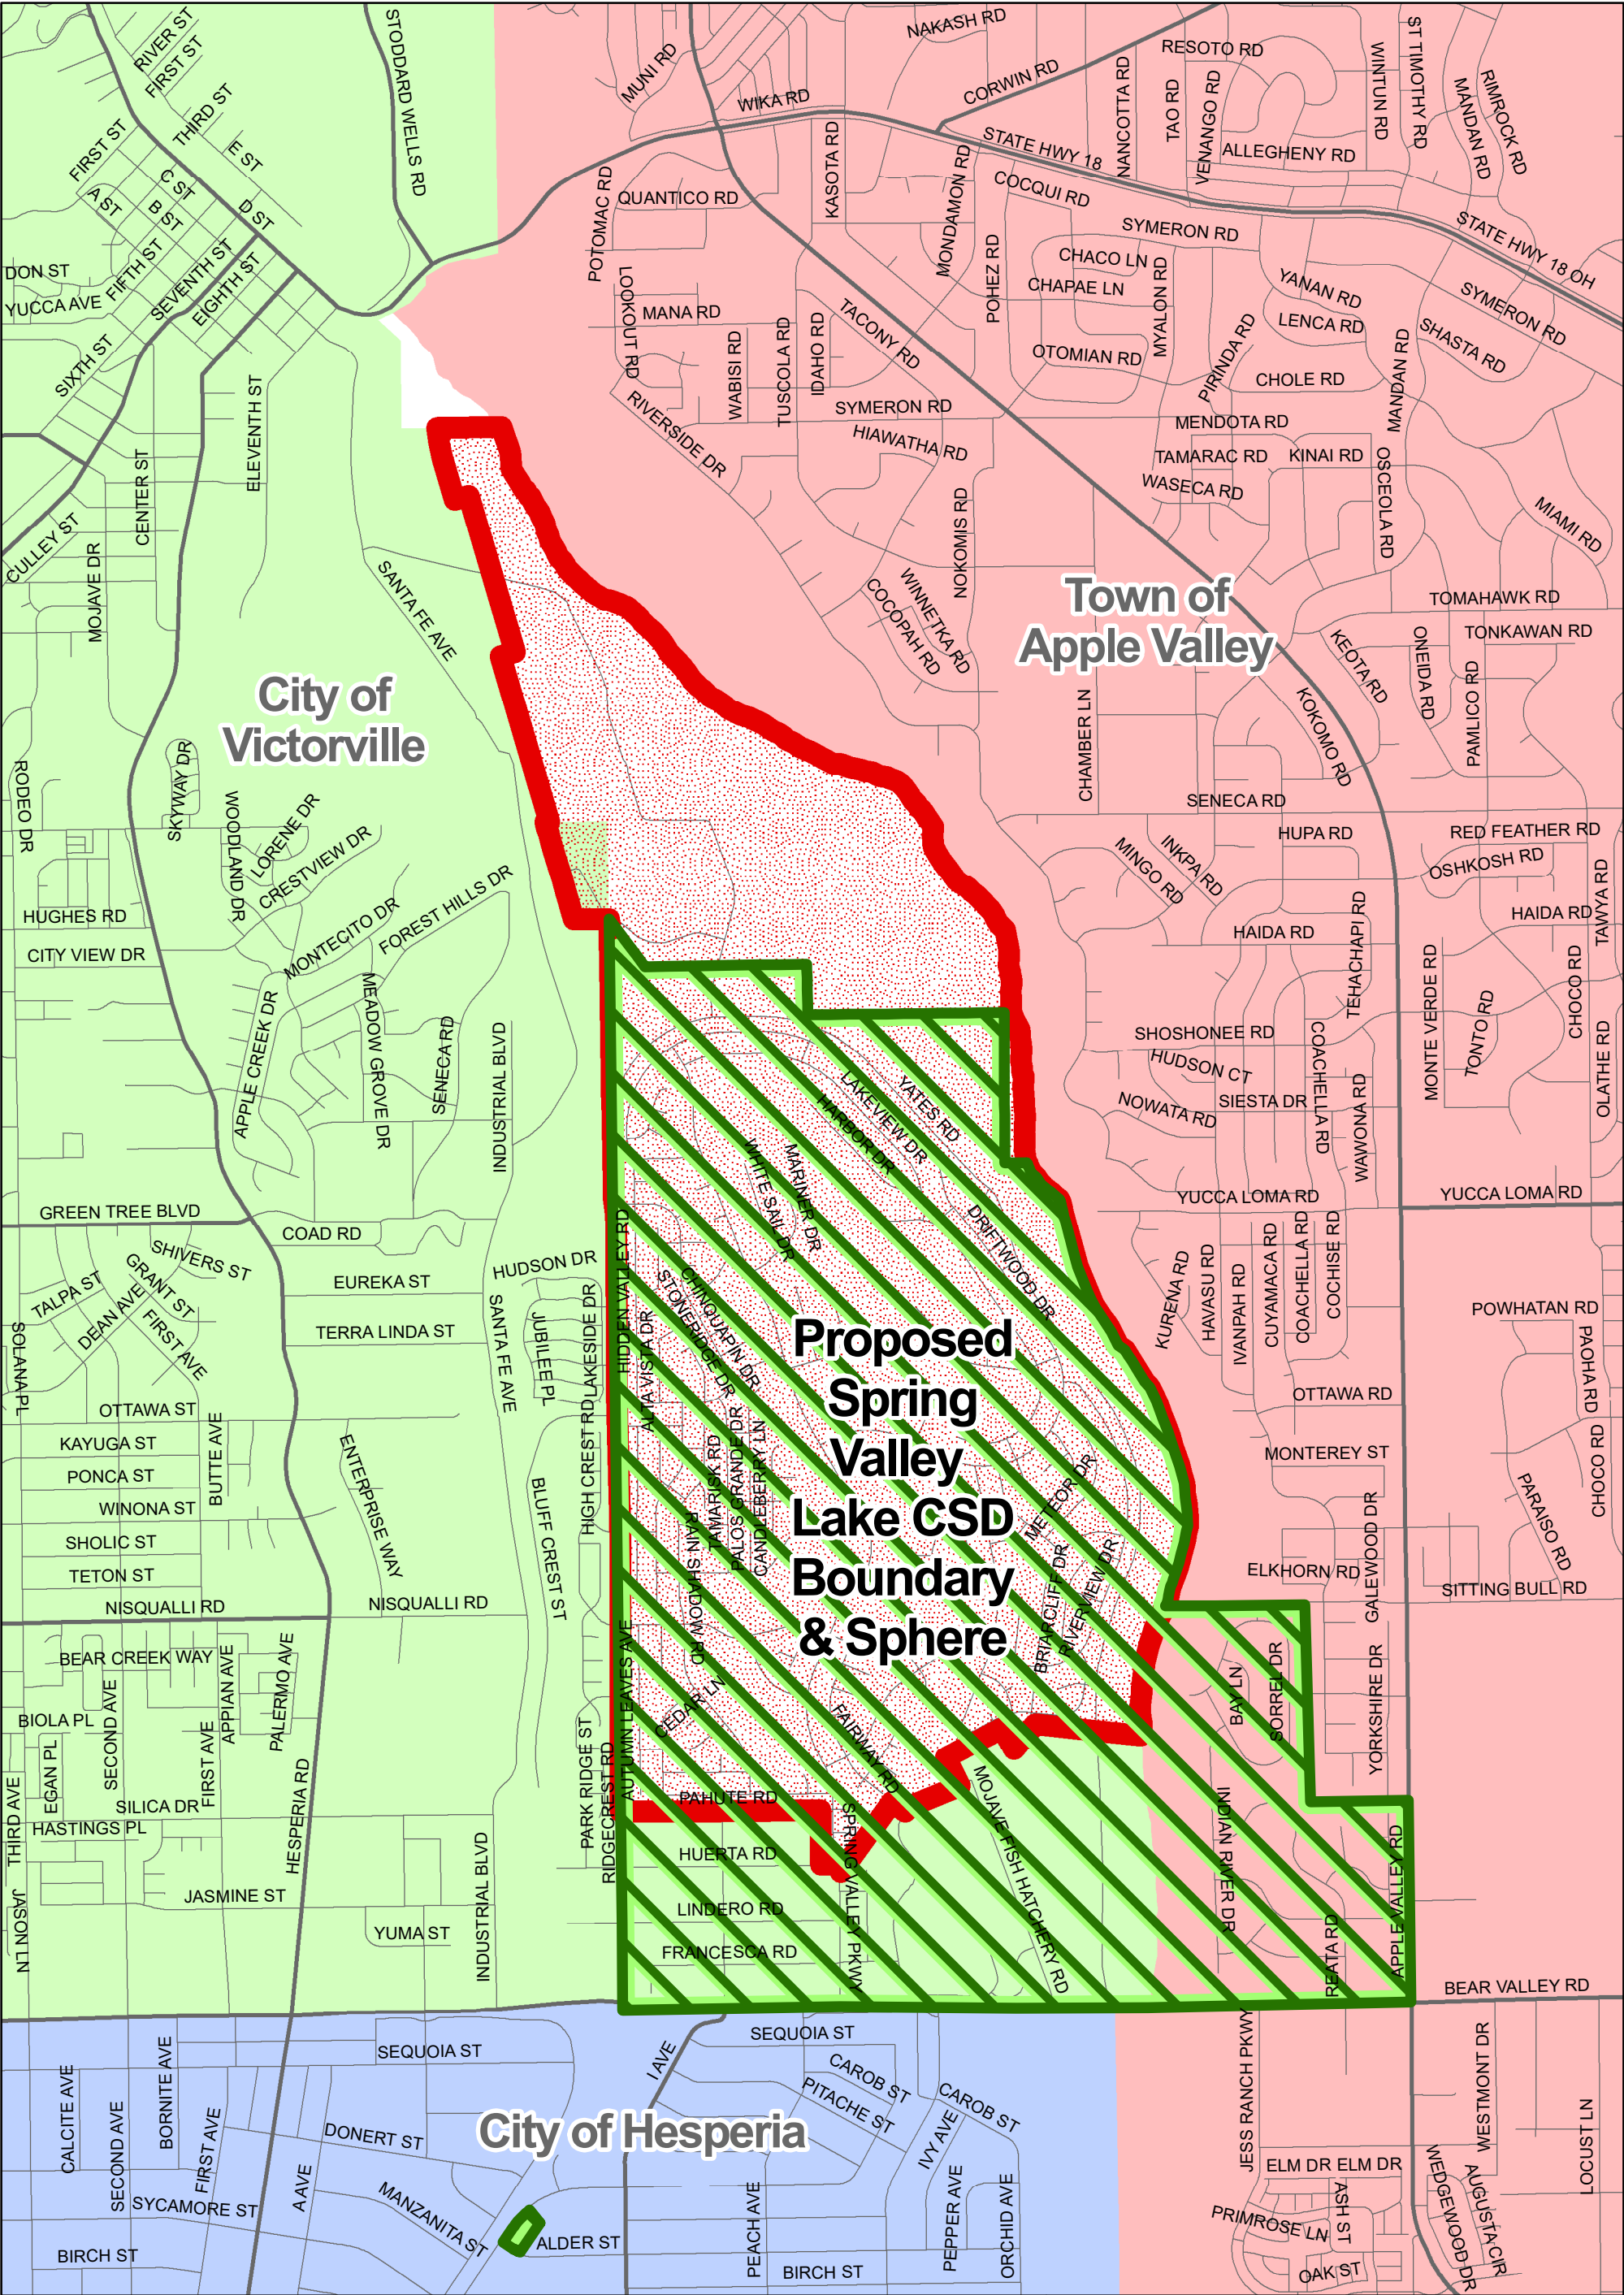 RIVER ST
FIRST ST
STODDARD WELLS RD
MUNI RD
NAKASH RD
WIKA RD
CORWIN RD
NANCOTTA RD
RESOTO RD
TAO RD
VENANGO RD
WINTUN RD
ST TIMOTHY RD
MANDAN RD
RIMROCK RD
THIRD ST
E ST
FIRST ST
C ST
A ST
B ST
D ST
FIFTH ST
SEVENTH ST
EIGHTH ST
DON ST
YUCCA AVE
SIXTH ST
POTOMAC RD
QUANTICO RD
KASOTA RD
MONDAMON RD
STATE HWY 18
ALLEGHENY RD
COCQUI RD
SYMERON RD
STATE HWY 18 OH
POHEZ RD
CHACO LN
CHAPAE LN
MYALON RD
YANAN RD
SYMERON RD
LOOKOUT RD
MANA RD
WABISI RD
TUSCOLA RD
IDAHO RD
TACONY RD
LENCA RD
SHASTA RD
OTOMIAN RD
PIRINDA RD
CHOLE RD
MANDAN RD
RIVERSIDE DR
SYMERON RD
HIAWATHA RD
MENDOTA RD
TAMARAC RD
KINAI RD
WASECA RD
OSCEOLA RD
MIAMI RD
ELEVENTH ST
CENTER ST
CULLEY ST
MOJAVE DR
SANTA FE AVE
NOKOMIS RD
WINNETKA RD
COCOPAH RD
Town of
Apple Valley
TOMAHAWK RD
TONKAWAN RD
KEOTA RD
ONEIDA RD
PAMLICO RD
KOKOMO RD
CHAMBER LN
City of
Victorville
RODEO DR
SKYWAY DR
WOODLAND DR
LORENE DR
CRESTVIEW DR
SENECA RD
HUPA RD
RED FEATHER RD
OSHKOSH RD
MINGO RD
INKPA RD
TAWYA RD
HAIDA RD
HUGHES RD
CITY VIEW DR
MONTECITO DR
FOREST HILLS DR
HAIDA RD
TEHACHAPI RD
MONTE VERDE RD
CHOCO RD
TONTO RD
OLATHE RD
APPLE CREEK DR
MEADOW GROVE DR
SENECA RD
INDUSTRIAL BLVD
SHOSHONEE RD
HUDSON CT
COACHELLA RD
SIESTA DR
NOWATA RD
WAWONA RD
YATES RD
LAKEVIEW DR
HARBOR DR
MARINER DR
WHITE SAIL DR
DRIFTWOOD DR
YUCCA LOMA RD
YUCCA LOMA RD
GREEN TREE BLVD
COAD RD
SHIVERS ST
GRANT ST
TALPA ST
DEAN AVE
FIRST AVE
EUREKA ST
TERRA LINDA ST
HUDSON DR
SANTA FE AVE
JUBILEE PL
LAKESIDE DR
HIGH CREST RD
HIDDEN VALLEY RD
ALTA VISTA DR
STONERIDGE DR
CHINQUAPIN DR
KURENA RD
HAVASU RD
IVANPAH RD
CUYAMACA RD
COACHELLA RD
COCHISE RD
POWHATAN RD
PAOHARD RD
SOLANA PL
OTTAWA ST
KAYUGA ST
PONCA ST
WINONA ST
SHOLIC ST
TETON ST
NISQUALLI RD
BUTTE AVE
ENTERPRISE WAY
NISQUALLI RD
BLUFF CREST ST
TAMARISK RD
PALOS GRANDE DR
CANDLEBERRY LN
RAIN SHADOW RD
Proposed
Spring
Valley
Lake CSD
Boundary
& Sphere
METEOR DR
BRIARCLIFF DR
RIVERVIEW DR
OTTAWA RD
MONTEREY ST
GALEWOOD DR
ELKHORN RD
SITTING BULL RD
PARAISO RD
CHOCO RD
BEAR CREEK WAY
BIOLA PL
EGAN PL
SECOND AVE
FIRST AVE
APPIAN AVE
PALERMO AVE
THIRD AVE
SILICA DR
HASTINGS PL
HESPERIA RD
JASMINE ST
YUMA ST
INDUSTRIAL BLVD
JASON LN
PARK RIDGE ST
RIDGECREST RD
AUTUMN LEAVES AVE
CEDAR LN
FAIRWAY RD
PAHUTE RD
HUERTA RD
LINDERO RD
FRANCESCA RD
SPRING VALLEY PKWY
MOJAVE FISH HATCHERY RD
BAY LN
SORREL DR
YORKSHIRE DR
INDIAN RIVER DR
REATA RD
APPLE VALLEY RD
BEAR VALLEY RD
SEQUOIA ST
SEQUOIA ST
I AVE
CAROB ST
PITACHE ST
CAROB ST
IVY AVE
CALCITE AVE
SECOND AVE
BORNITE AVE
FIRST AVE
A AVE
DONERT ST
City of Hesperia
SYCAMORE ST
MANZANITA ST
ALDER ST
BIRCH ST
PEACH AVE
BIRCH ST
PEPPER AVE
ORCHID AVE
JESS RANCH PKWY
ELM DR
ELM DR
PRIMROSE LN
ASH ST
OAK ST
WEDGEWOOD DR
AUGUSTA CIR
WESTMONT DR
LOCUST LN